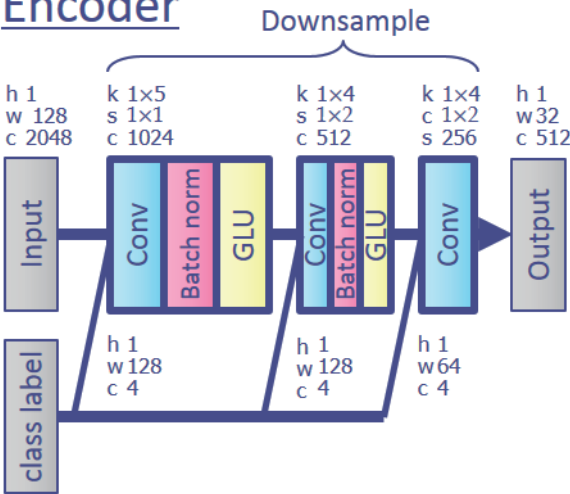 Encoder
Downsample
h 1
w 128
c 2048
k 1×5
s 1×1
c 1024
k 1×4
s 1×2
c 512
k 1×4
c 1×2
s 256
h 1
w 32
c 512
Input
Conv
Batch norm
GLU
Conv
Batch norm
GLU
Conv
Output
class label
h 1
w 128
c 4
h 1
w 128
c 4
h 1
w 64
c 4